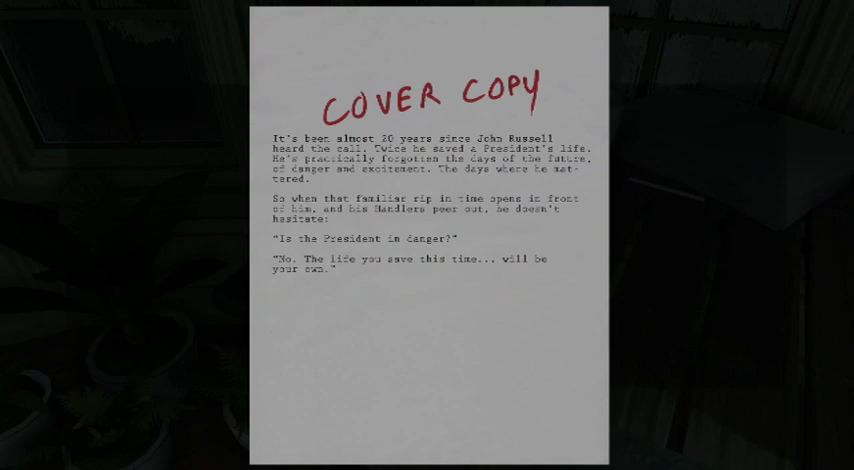 COVER COPY
It's been almost 20 years since John Russell
heard the call. Twice he saved a President's life.
He's practically forgotten the days of the future,
of danger and excitement. The days where he mat-
tered.
So when that familiar rip in time opens in front
of him, and his Handlers peer out, he doesn't
hesitate:
"Is the President in danger?"
"No. The life you save this time... will be
your own."